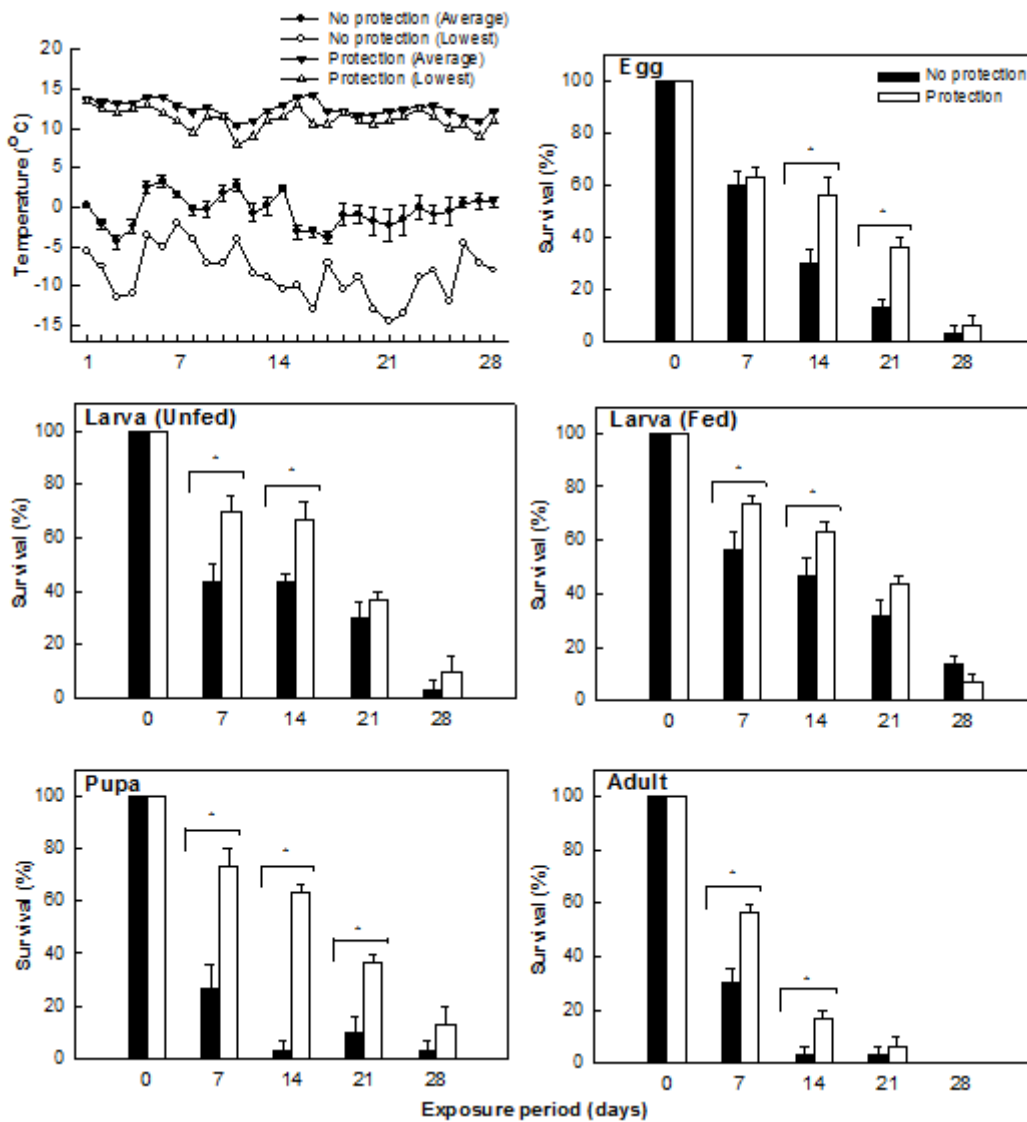 No protection (Average)
No protection (Lowest)
Protection (Average)
Protection (Lowest)
Temperature (°C)
20
15
10
5
0
-5
-10
-15
1 7 14 21 28
Egg
No protection
Protection
Survival (%)
100
80
60
40
20
0
*
*
0 7 14 21 28
Larva (Unfed)
Survival (%)
100
80
60
40
20
0
*
*
0 7 14 21 28
Larva (Fed)
Survival (%)
100
80
60
40
20
0
*
*
0 7 14 21 28
Pupa
Survival (%)
100
80
60
40
20
0
*
*
*
0 7 14 21 28
Adult
Survival (%)
100
80
60
40
20
0
*
*
0 7 14 21 28
Exposure period (days)